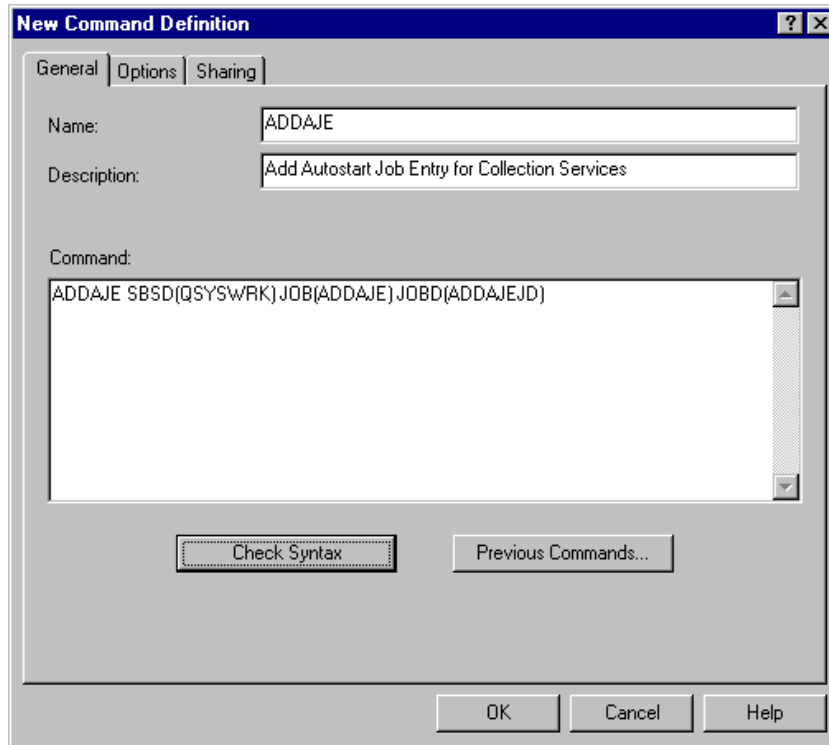 New Command Definition
General Options Sharing
Name: ADDAJE
Description: Add Autostart Job Entry for Collection Services
Command:
ADDAJE SBSD(QSYSWRK) JOB(ADDAJE) JOBD(ADDAJEJD)
Check Syntax Previous Commands...
OK Cancel Help